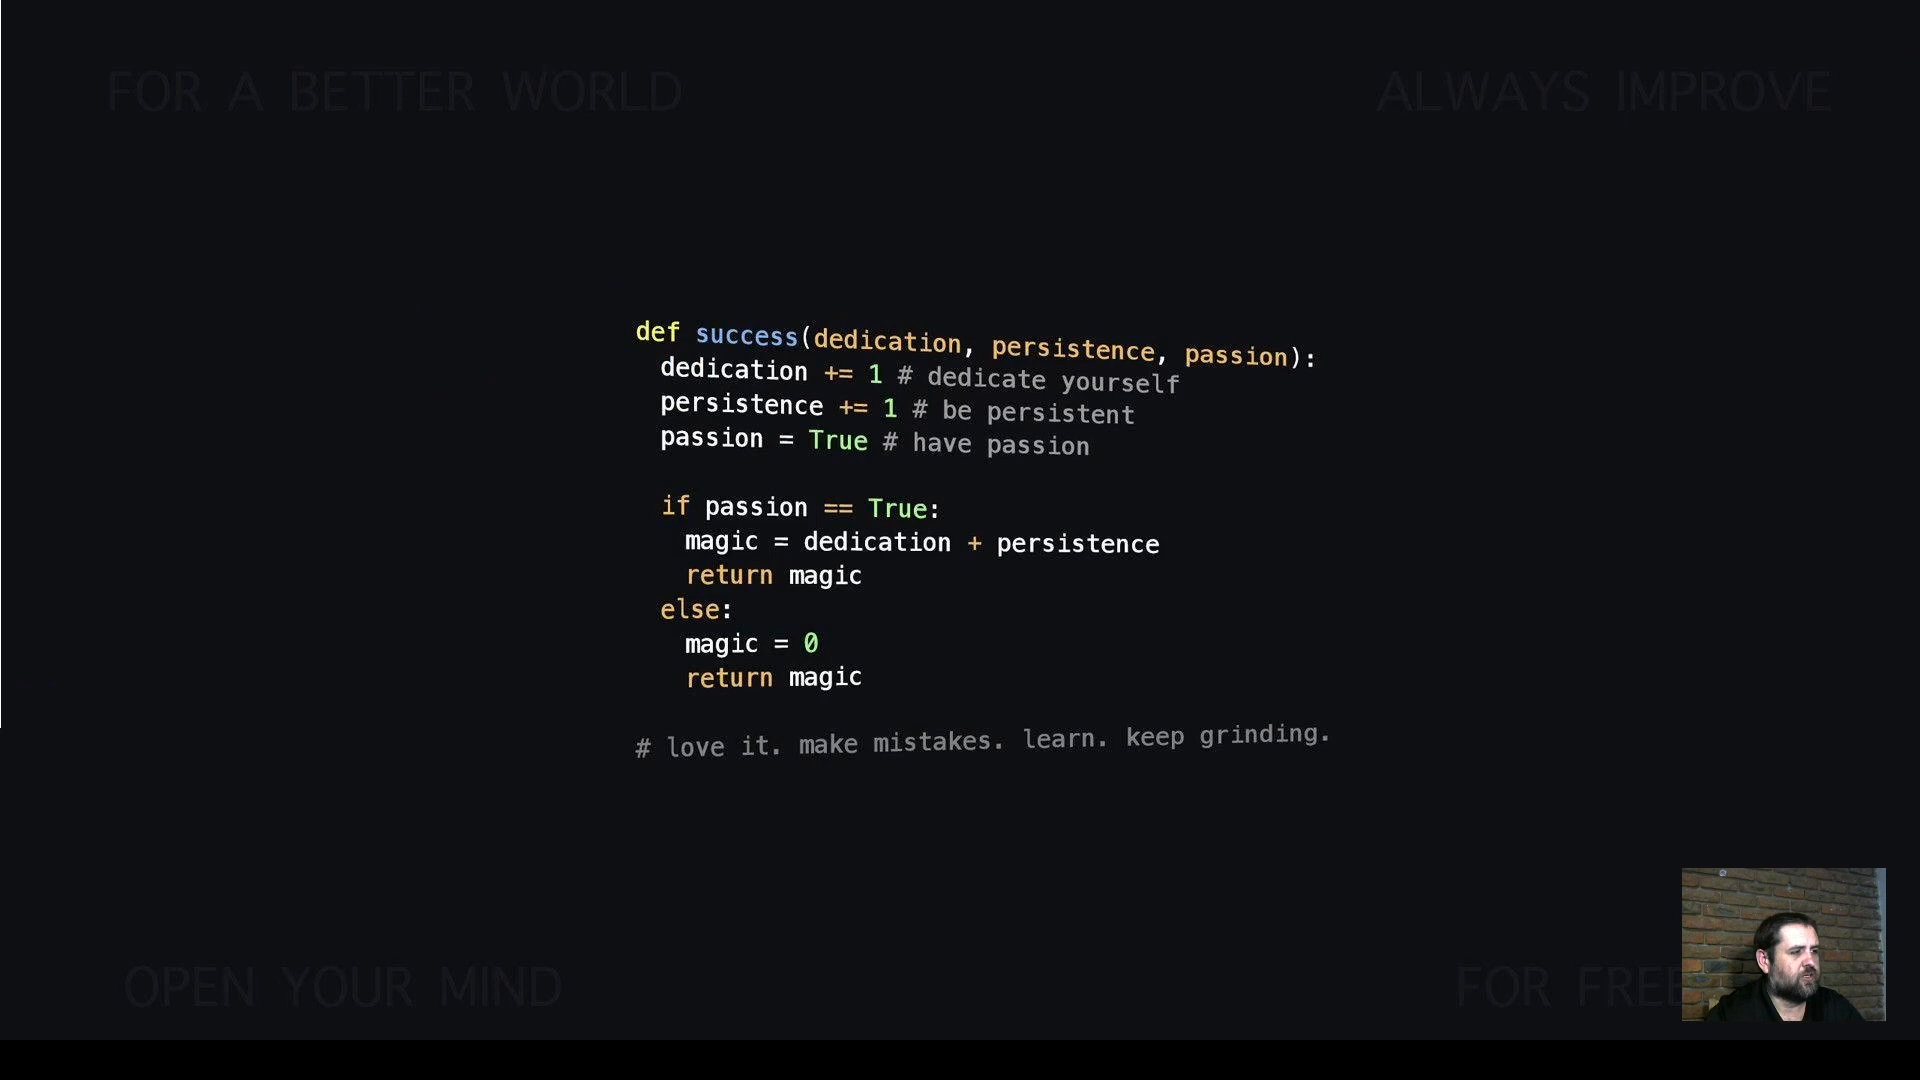 FOR A BETTER WORLD
ALWAYS IMPROVE
def success(dedication, persistence, passion):
  dedication += 1 # dedicate yourself
  persistence += 1 # be persistent
  passion = True # have passion
  if passion == True:
    magic = dedication + persistence
    return magic
  else:
    magic = 0
    return magic
# love it. make mistakes. learn. keep grinding.
OPEN YOUR MIND
FOR